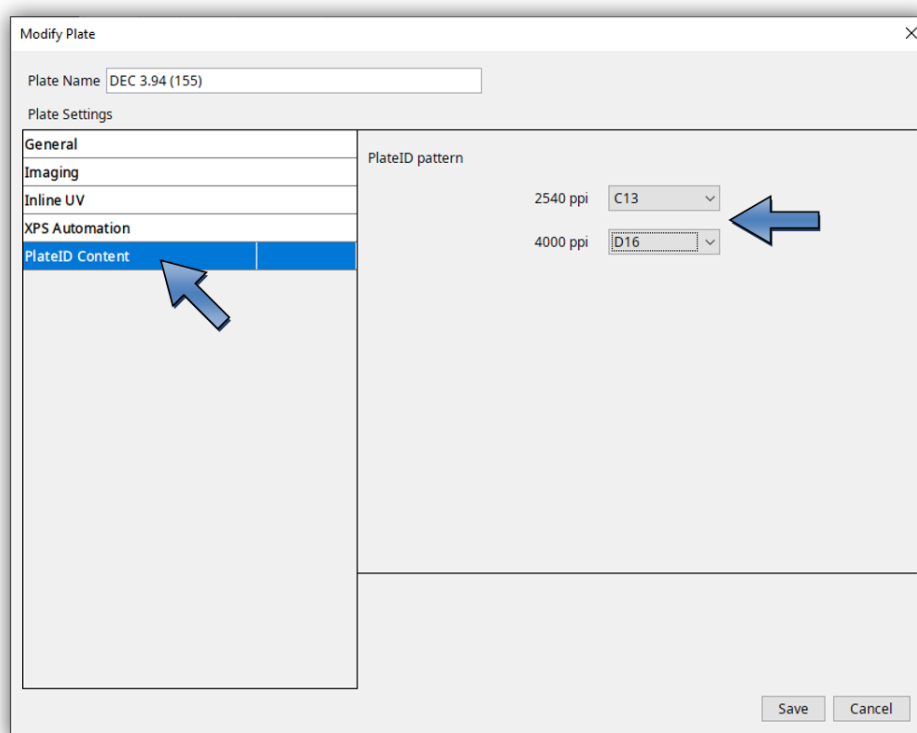 Modify Plate
Plate Name DEC 3.94 (155)
Plate Settings
General
Imaging
Inline UV
XPS Automation
PlateID Content
PlateID pattern
2540 ppi C13
4000 ppi D16
Save Cancel